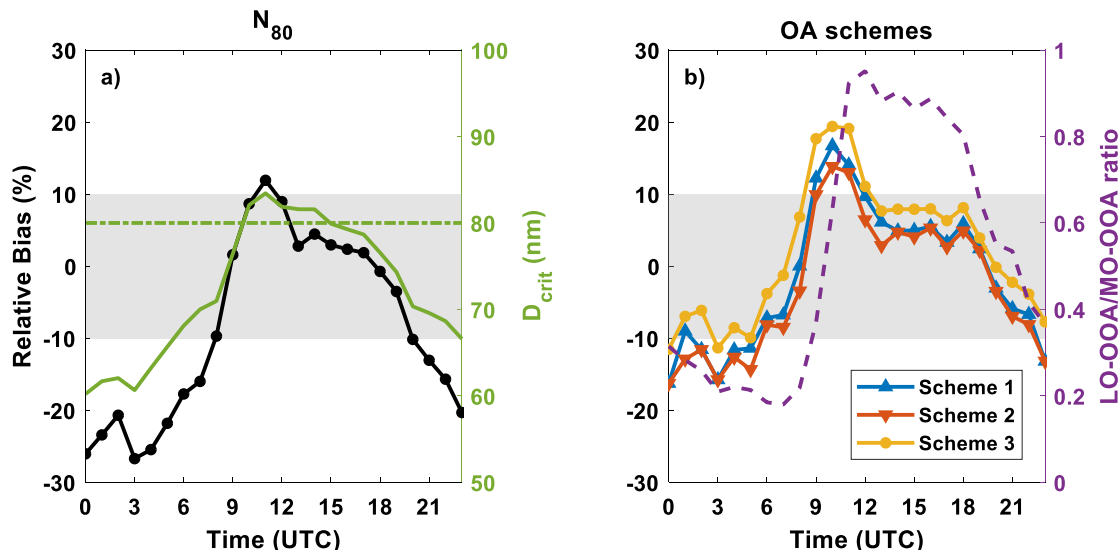 N80
a)
30
20
10
0
-10
-20
-30
Relative Bias (%)
100
90
80
70
60
50
Dcrit (nm)
0 3 6 9 12 15 18 21
Time (UTC)
OA schemes
b)
30
20
10
0
-10
-20
-30
1
0.8
0.6
0.4
0.2
0
LO-OOA/MO-OOA ratio
Scheme 1
Scheme 2
Scheme 3
0 3 6 9 12 15 18 21
Time (UTC)